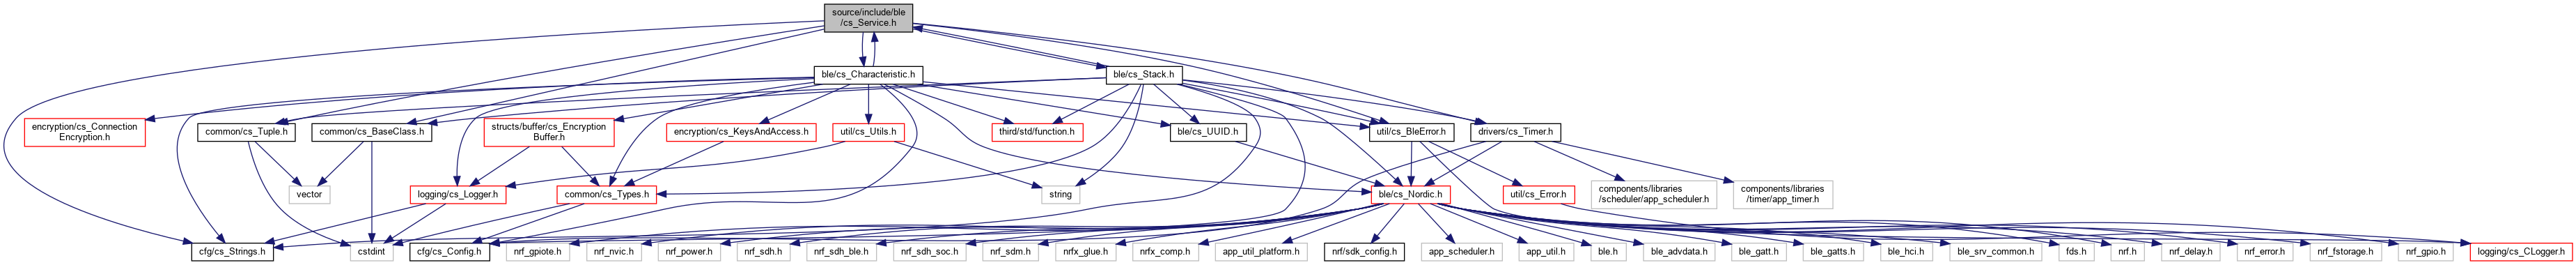 source/include/ble
/cs_Service.h
ble/cs_Characteristic.h
ble/cs_Stack.h
encryption/cs_Connection
Encryption.h
common/cs_Tuple.h
common/cs_BaseClass.h
structs/buffer/cs_Encryption
Buffer.h
encryption/cs_KeysAndAccess.h
util/cs_Utils.h
third/std/function.h
ble/cs_UUID.h
util/cs_BleError.h
drivers/cs_Timer.h
vector
logging/cs_Logger.h
common/cs_Types.h
string
ble/cs_Nordic.h
util/cs_Error.h
components/libraries
/scheduler/app_scheduler.h
components/libraries
/timer/app_timer.h
cfg/cs_Strings.h
cstdint
cfg/cs_Config.h
nrf_gpiote.h
nrf_nvic.h
nrf_power.h
nrf_sdh.h
nrf_sdh_ble.h
nrf_sdh_soc.h
nrf_sdm.h
nrfx_glue.h
nrfx_comp.h
app_util_platform.h
nrf/sdk_config.h
app_scheduler.h
app_util.h
ble.h
ble_advdata.h
ble_gatt.h
ble_gatts.h
ble_hci.h
ble_srv_common.h
fds.h
nrf.h
nrf_delay.h
nrf_error.h
nrf_fstorage.h
nrf_gpio.h
logging/cs_CLogger.h